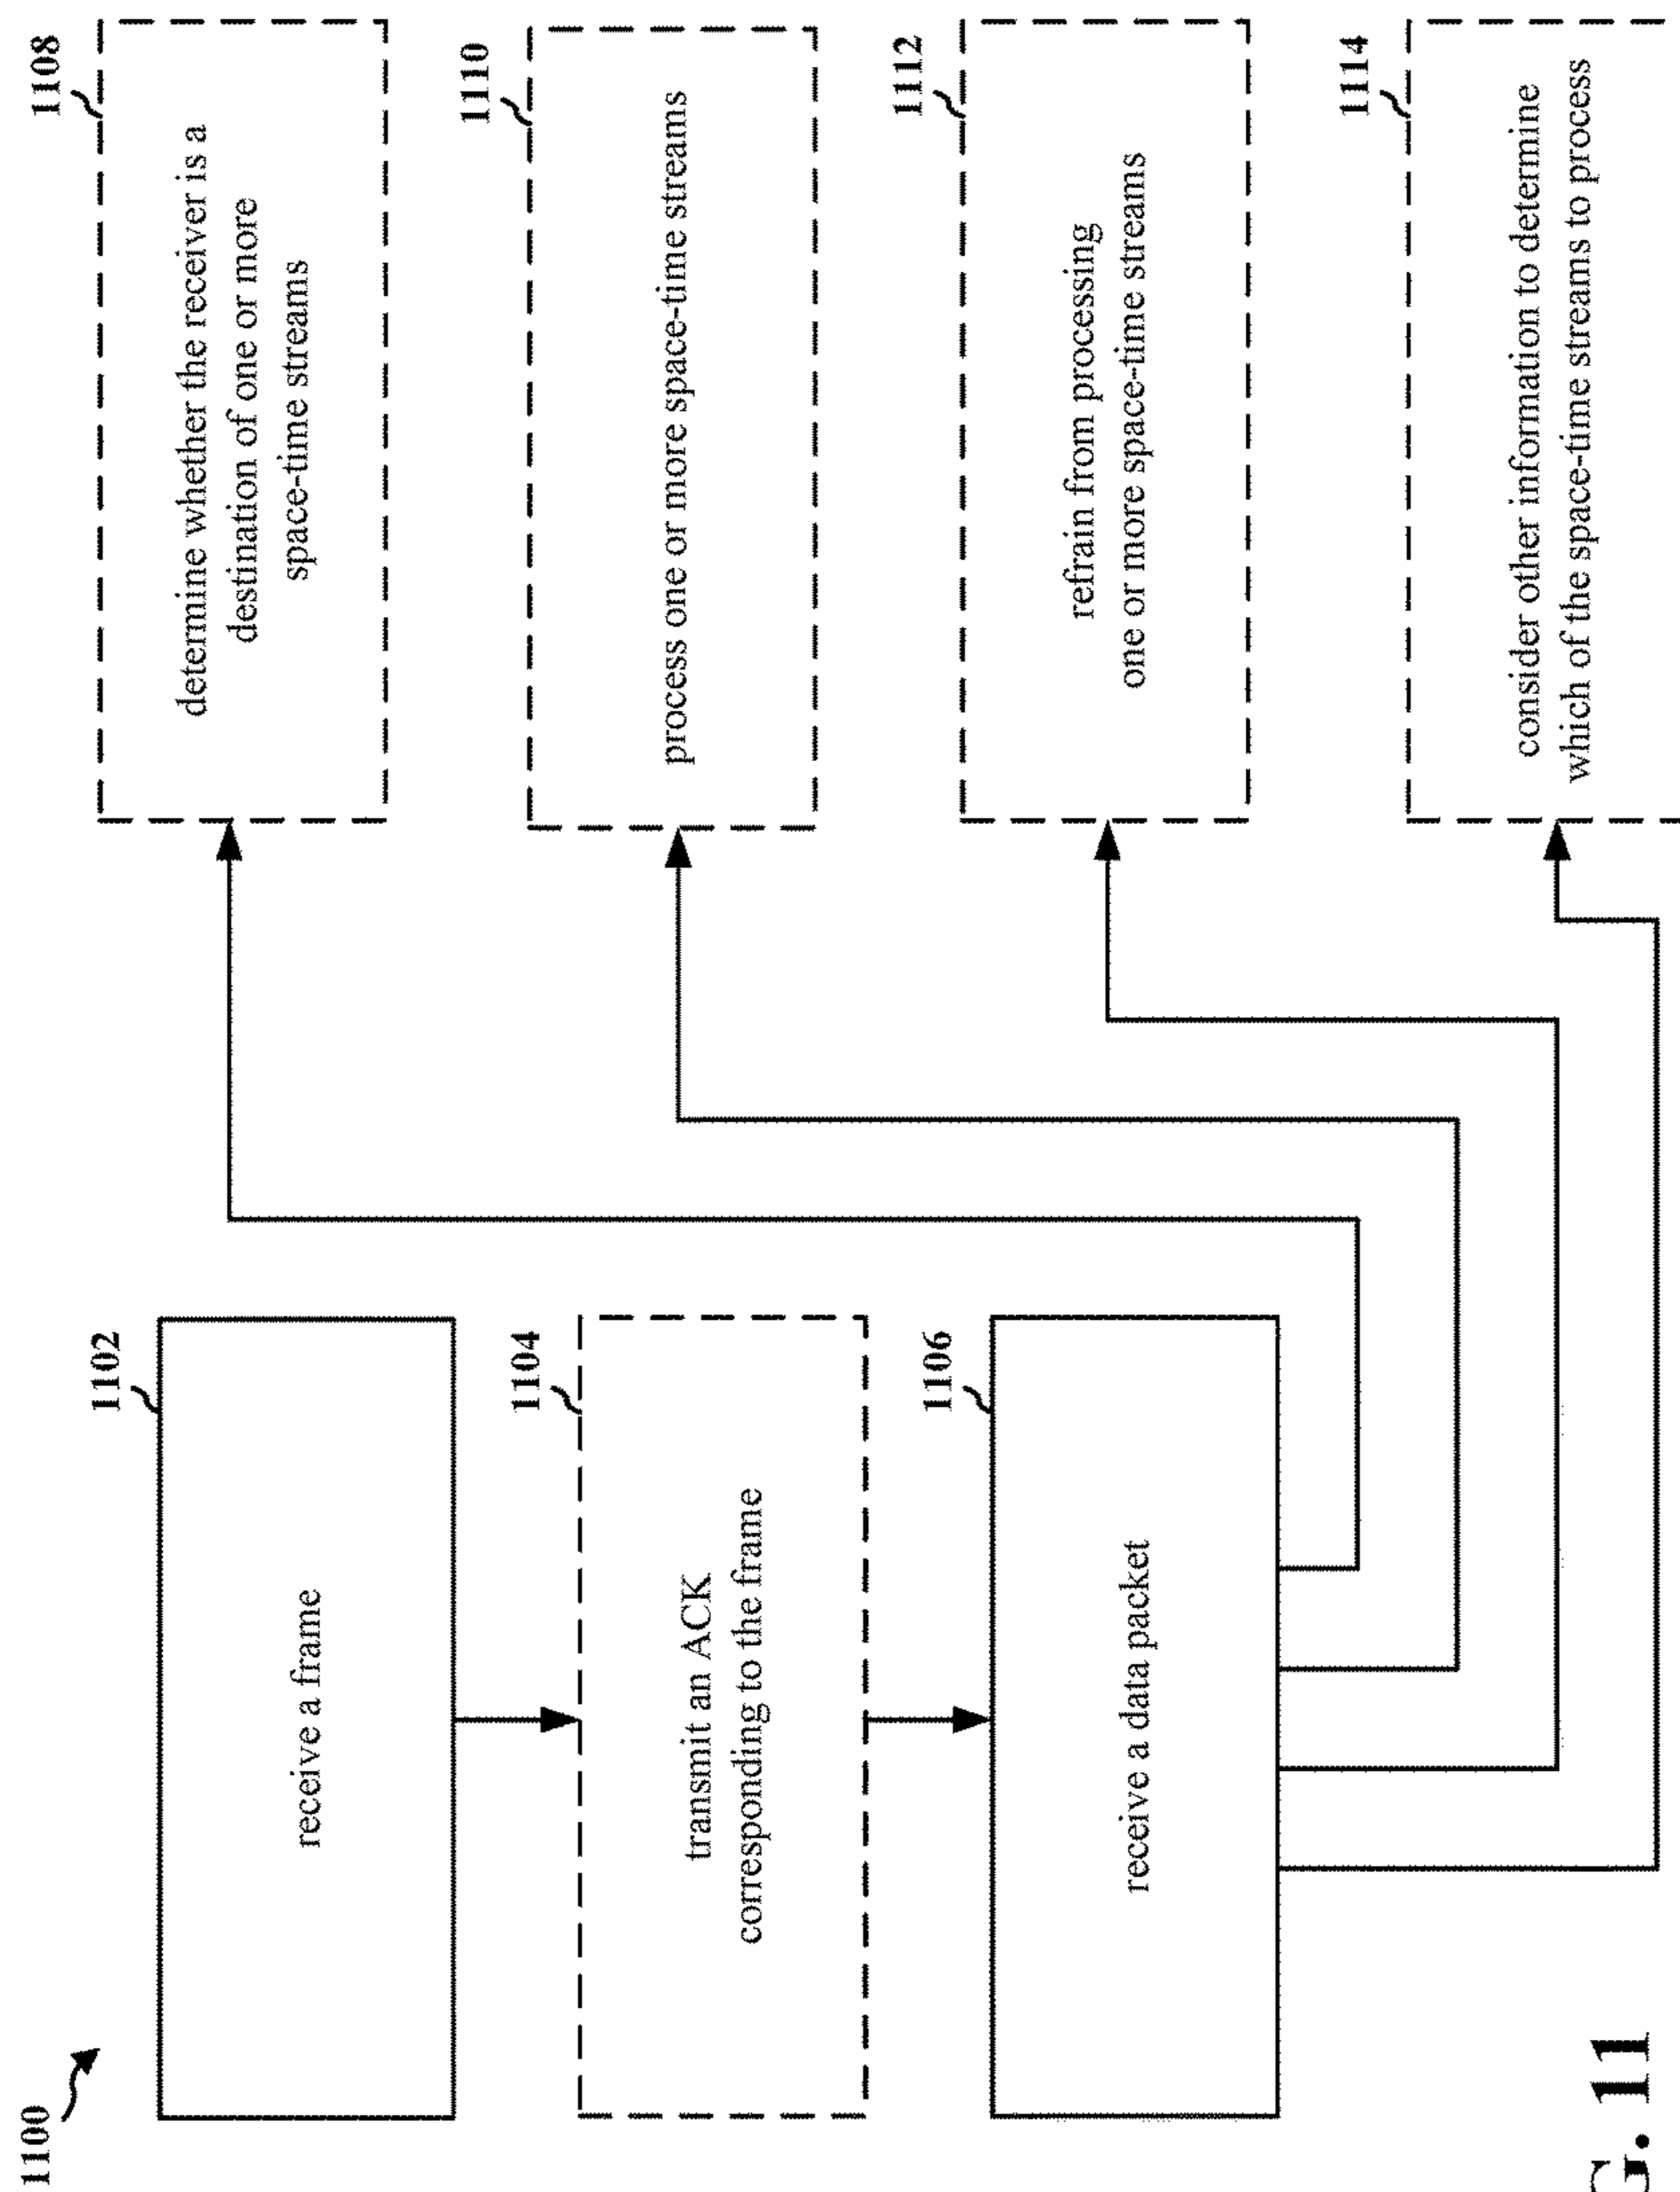 1100
1102
receive a frame
1104
transmit an ACK
corresponding to the frame
1106
receive a data packet
1108
determine whether the receiver is a
destination of one or more
space-time streams
1110
process one or more space-time streams
1112
refrain from processing
one or more space-time streams
1114
consider other information to determine
which of the space-time streams to process
G. 11